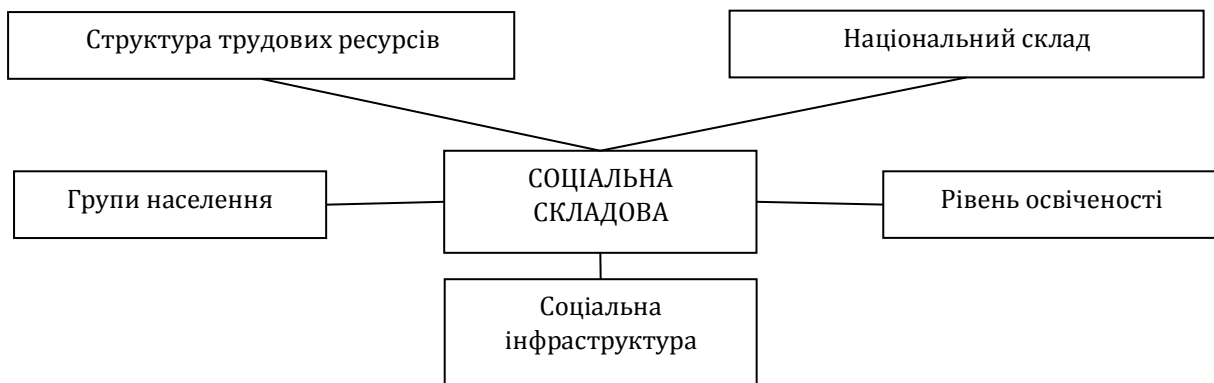 Структура трудових ресурсів
Національний склад
СОЦІАЛЬНА
СКЛАДОВА
Групи населення
Рівень освіченості
Соціальна
інфраструктура